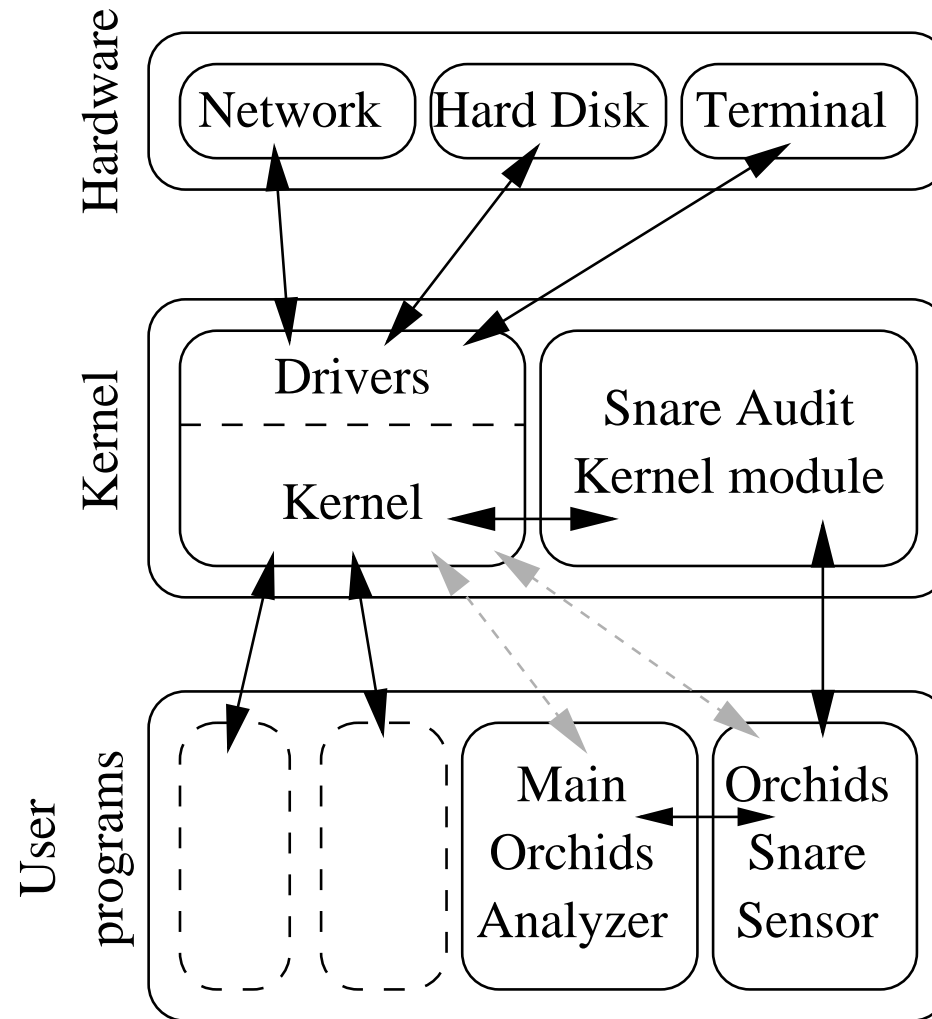 Hardware
Network
Hard Disk
Terminal
Kernel
Drivers
Kernel
Snare Audit
Kernel module
User
programs
Main
Orchids
Analyzer
Orchids
Snare
Sensor